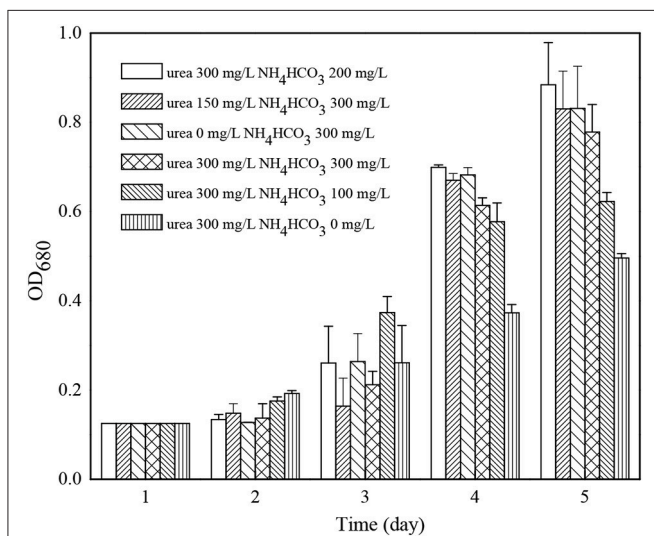 1.0
0.8
0.6
0.4
0.2
0.0
OD680
urea 300 mg/L NH4HCO3 200 mg/L
urea 150 mg/L NH4HCO3 300 mg/L
urea 0 mg/L NH4HCO3 300 mg/L
urea 300 mg/L NH4HCO3 300 mg/L
urea 300 mg/L NH4HCO3 100 mg/L
urea 300 mg/L NH4HCO3 0 mg/L
1 2 3 4 5
Time (day)